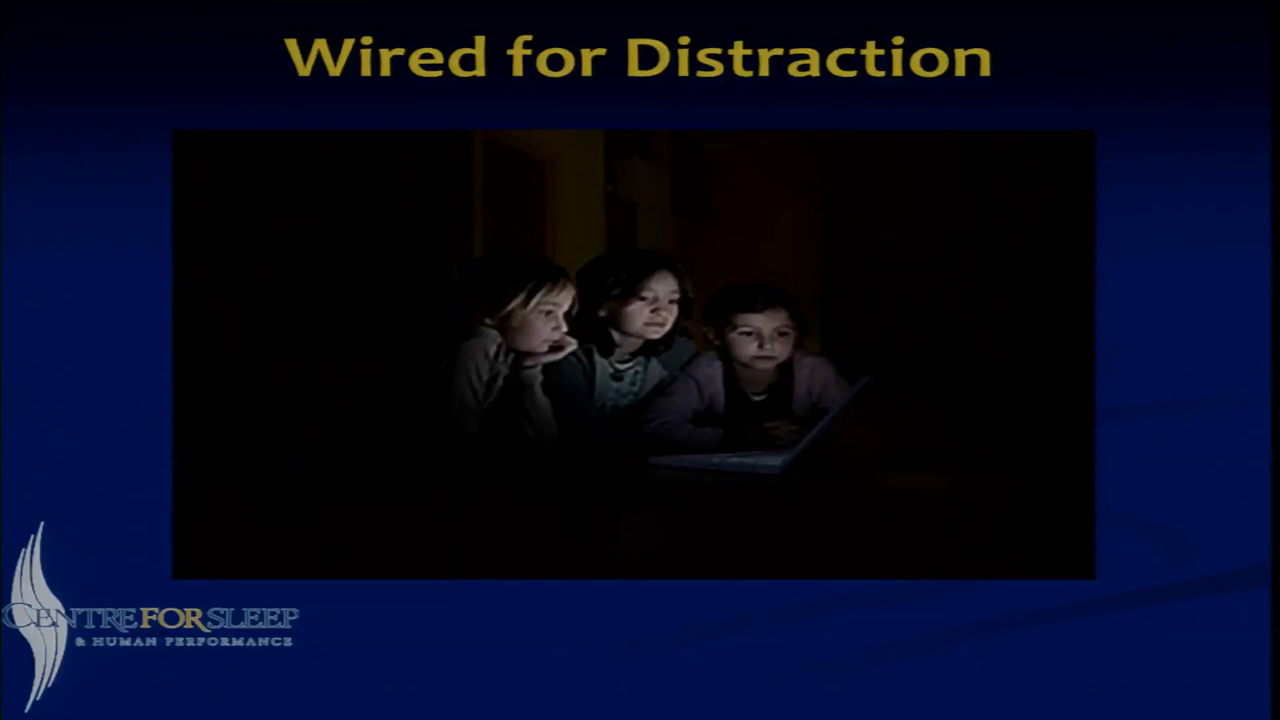 Wired for Distraction
CENTRE FOR SLEEP
& HUMAN PERFORMANCE